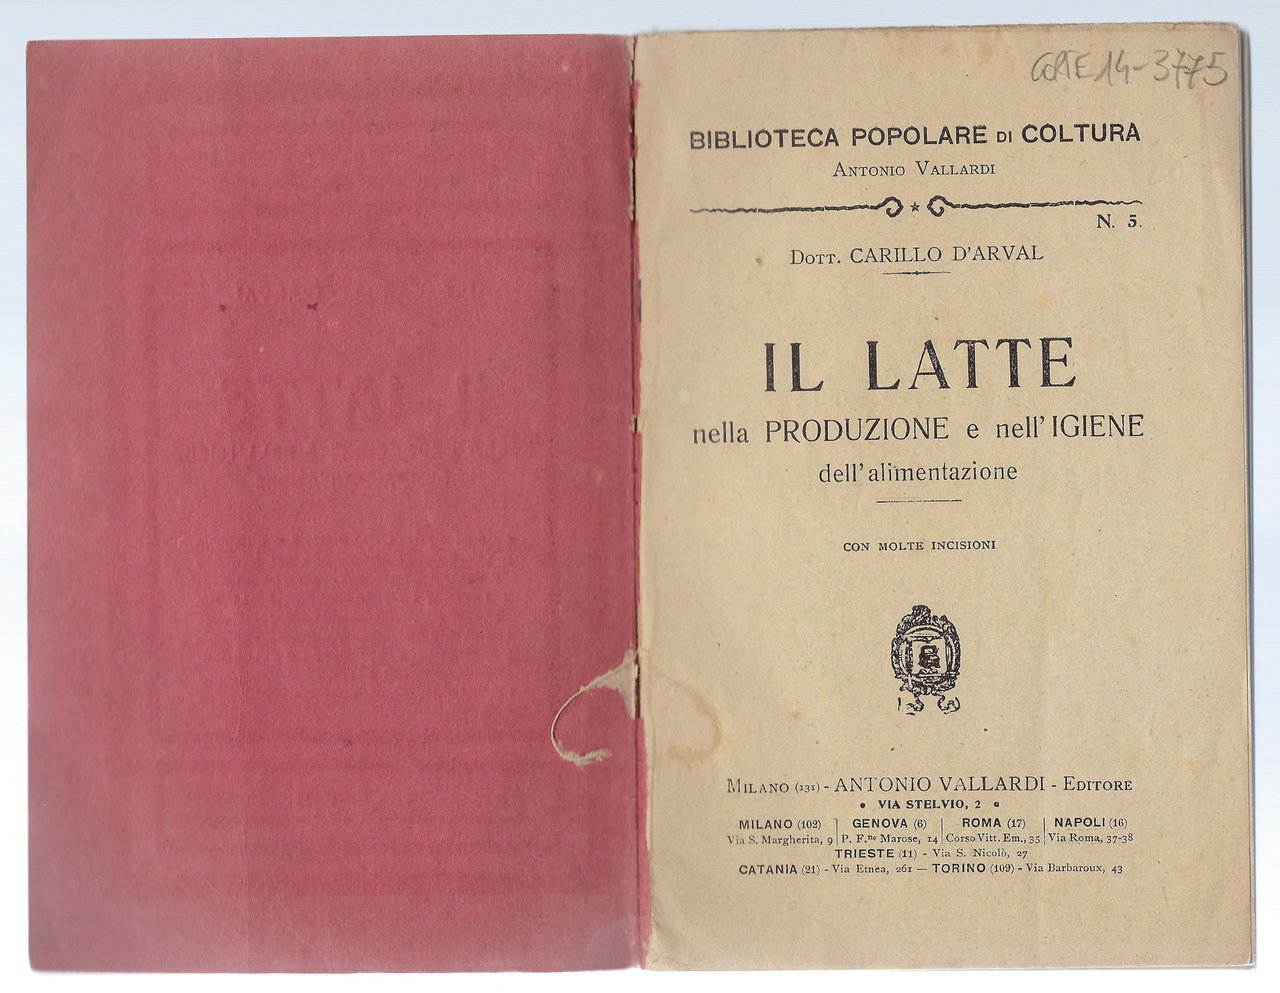 CORTE 14-3775
BIBLIOTECA POPOLARE DI COLTURA
ANTONIO VALLARDI
N. 5.
DOTT. CARILLO D'ARVAL
IL LATTE
nella PRODUZIONE e nell'IGIENE
dell'alimentazione
CON MOLTE INCISIONI
MILANO (131) - ANTONIO VALLARDI - EDITORE
• VIA STELVIO, 2 •
MILANO (102) | GENOVA (6) | ROMA (17) | NAPOLI (16)
Via S. Margherita, 9 | P. F.ne Marose, 14 | Corso Vitt. Em., 35 | Via Roma, 37-38
TRIESTE (11) - Via S. Nicolò, 27
CATANIA (21) - Via Etnea, 261 — TORINO (109) - Via Barbaroux, 43